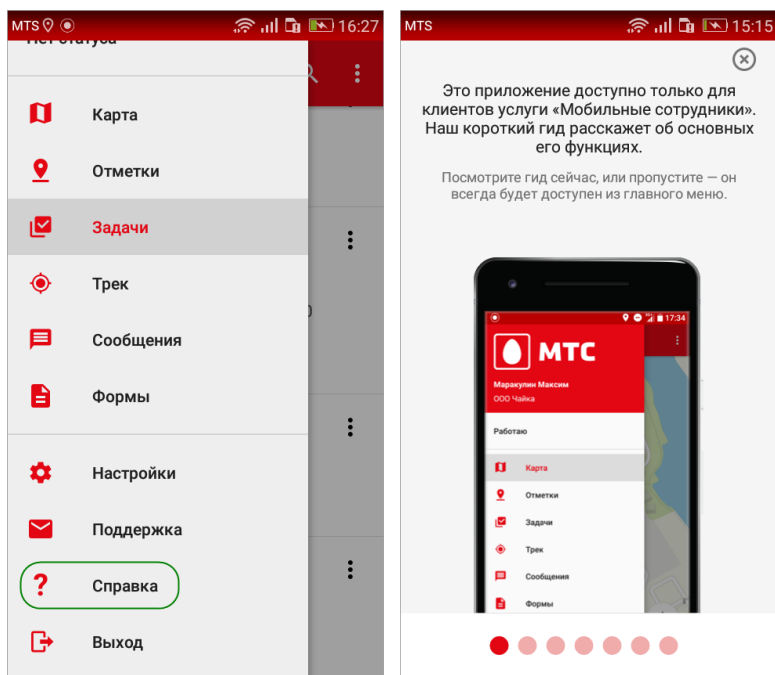 MTS 16:27
Нет статуса
Карта
Отметки
Задачи
Трек
Сообщения
Формы
Настройки
Поддержка
? Справка
Выход
MTS 15:15
Это приложение доступно только для
клиентов услуги «Мобильные сотрудники».
Наш короткий гид расскажет об основных
его функциях.
Посмотрите гид сейчас, или пропустите — он
всегда будет доступен из главного меню.
17:34
МТС
Маракулин Максим
ООО Чайка
Работаю
Карта
Отметки
Задачи
Трек
Сообщения
Формы